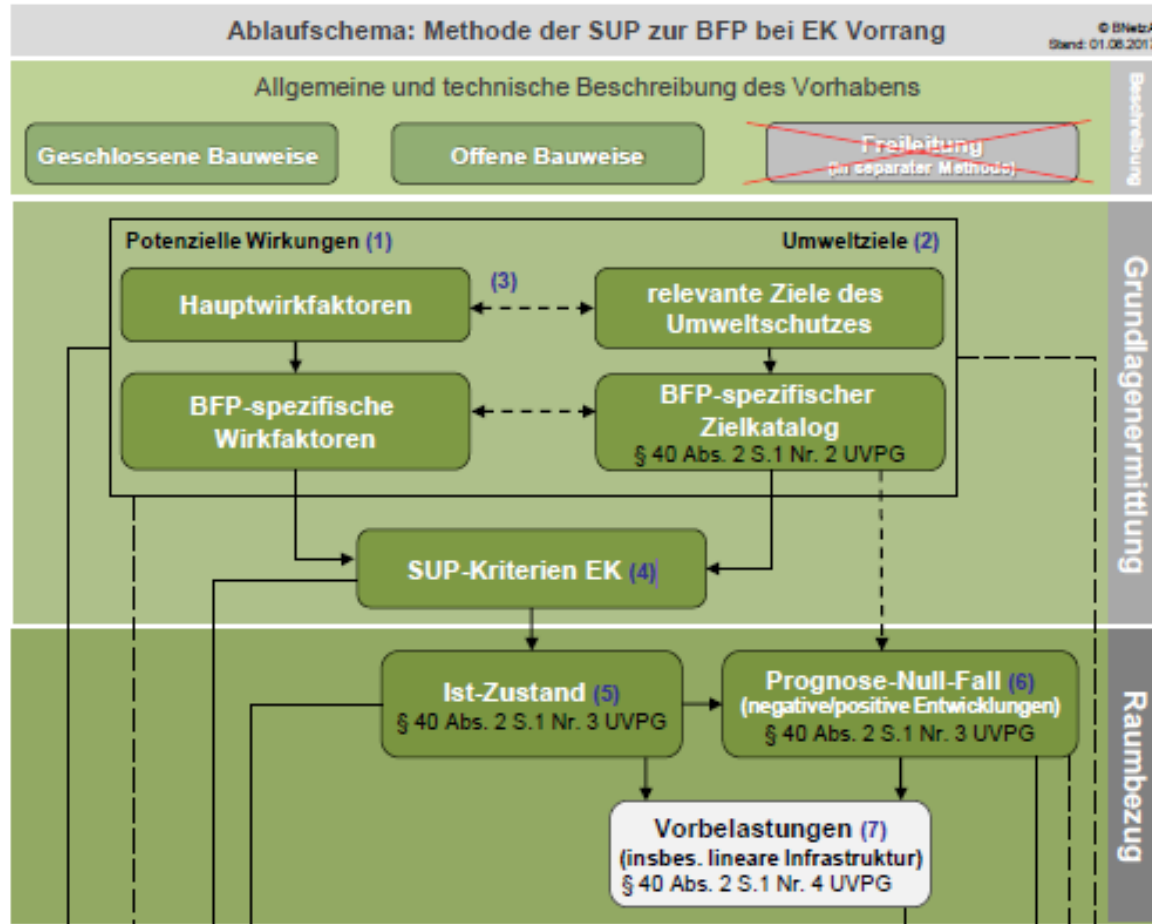 Ablaufschema: Methode der SUP zur BFP bei EK Vorrang
© BNetzA
Stand: 01.08.2017
Allgemeine und technische Beschreibung des Vorhabens
Beschreibung
Geschlossene Bauweise
Offene Bauweise
Freileitung
(in separater Methode)
Grundlagenermittlung
Potenzielle Wirkungen (1)
Umweltziele (2)
Hauptwirkfaktoren
(3)
relevante Ziele des
Umweltschutzes
BFP-spezifische
Wirkfaktoren
BFP-spezifischer
Zielkatalog
§ 40 Abs. 2 S.1 Nr. 2 UVPG
SUP-Kriterien EK (4)
Raumbezug
Ist-Zustand (5)
§ 40 Abs. 2 S.1 Nr. 3 UVPG
Prognose-Null-Fall (6)
(negative/positive Entwicklungen)
§ 40 Abs. 2 S.1 Nr. 3 UVPG
Vorbelastungen (7)
(insbes. lineare Infrastruktur)
§ 40 Abs. 2 S.1 Nr. 4 UVPG